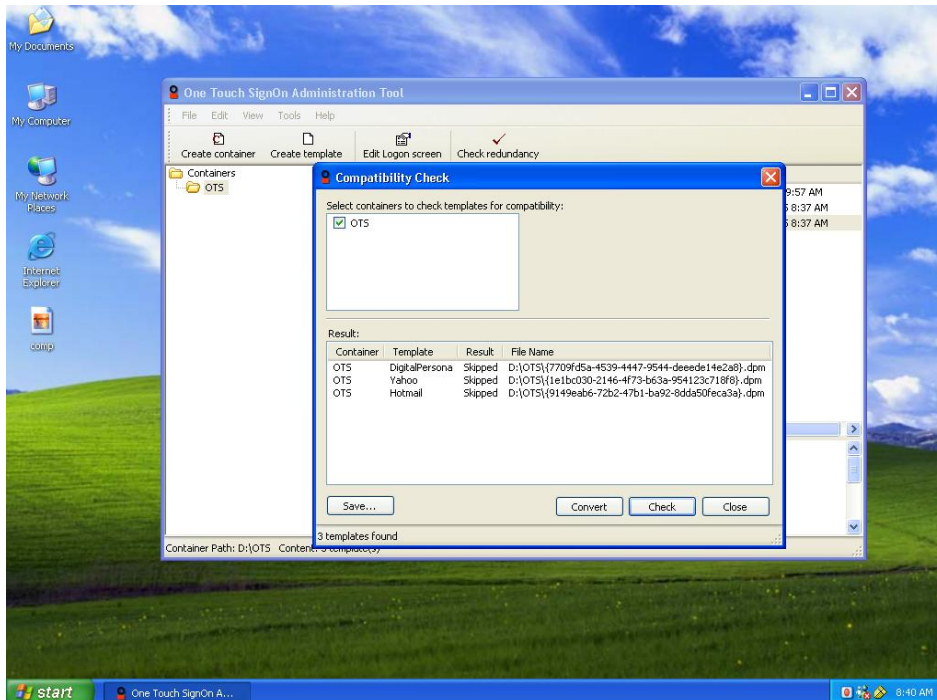 My Documents
My Computer
My Network
Places
Internet
Explorer
comp
One Touch SignOn Administration Tool
File Edit View Tools Help
Create container Create template Edit Logon screen Check redundancy
Containers
OTS
9:57 AM
8:37 AM
8:37 AM
Compatibility Check
Select containers to check templates for compatibility:
OTS
Result:
Container Template Result File Name
OTS DigitalPersona Skipped D:\OTS\{7709fd5a-4539-4447-9544-deeede14e2a8}.dpm
OTS Yahoo Skipped D:\OTS\{1e1bc030-2146-4f73-b63a-954123c718f8}.dpm
OTS Hotmail Skipped D:\OTS\{9149eab6-72b2-47b1-ba92-8dda50feca3a}.dpm
Save... Convert Check Close
3 templates found
Container Path: D:\OTS Content: 3 template(s)
start One Touch SignOn A... 8:40 AM